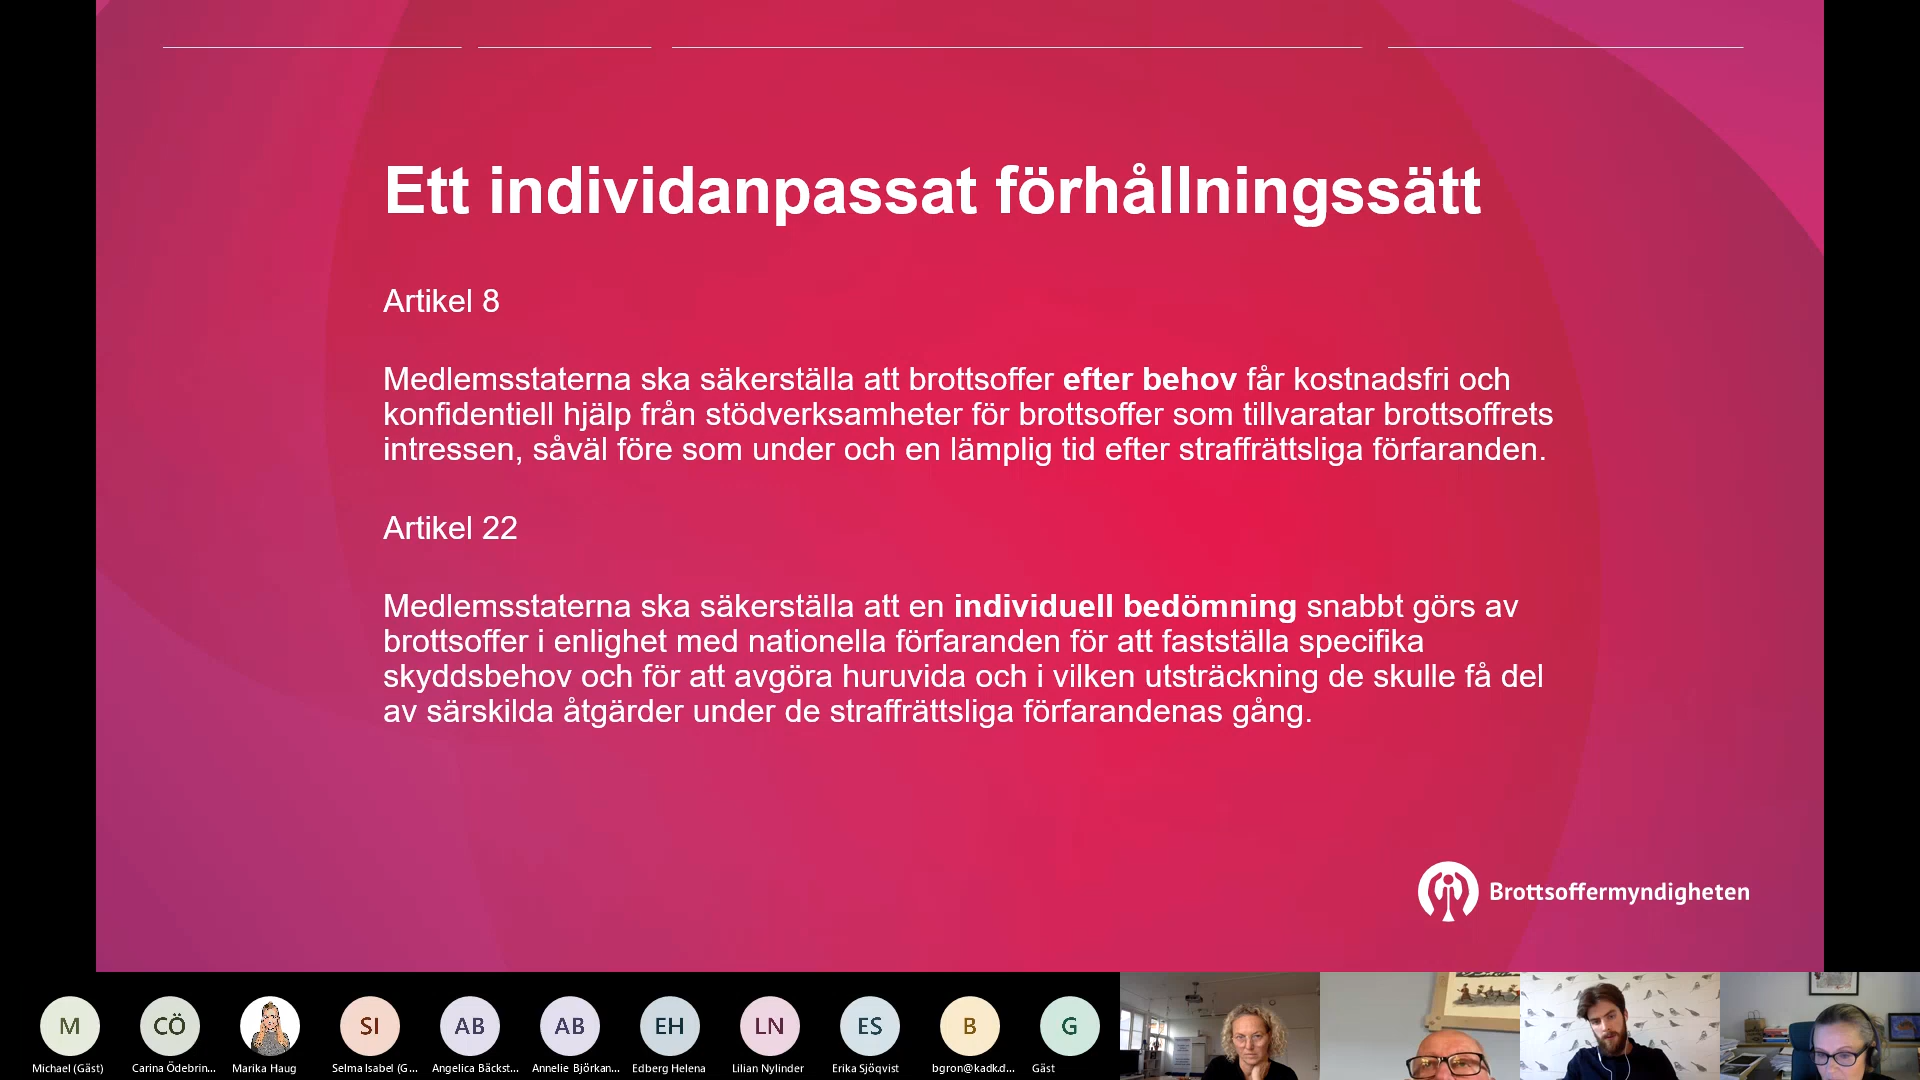 Ett individanpassat förhållningssätt
Artikel 8
Medlemsstaterna ska säkerställa att brottsoffer efter behov får kostnadsfri och
konfidentiell hjälp från stödverksamheter för brottsoffer som tillvaratar brottsoffrets
intressen, såväl före som under och en lämplig tid efter straffrättsliga förfaranden.
Artikel 22
Medlemsstaterna ska säkerställa att en individuell bedömning snabbt görs av
brottsoffer i enlighet med nationella förfaranden för att fastställa specifika
skyddsbehov och för att avgöra huruvida och i vilken utsträckning de skulle få del
av särskilda åtgärder under de straffrättsliga förfarandenas gång.
Brottsoffermyndigheten
M CÖ SI AB AB EH LN ES B G
Michael (Gäst) Carina Ödebrin... Marika Haug Selma Isabel (G... Angelica Bäckst... Annelie Björkan... Edberg Helena Lilian Nylinder Erika Sjöqvist bgron@kadk.d... Gäst